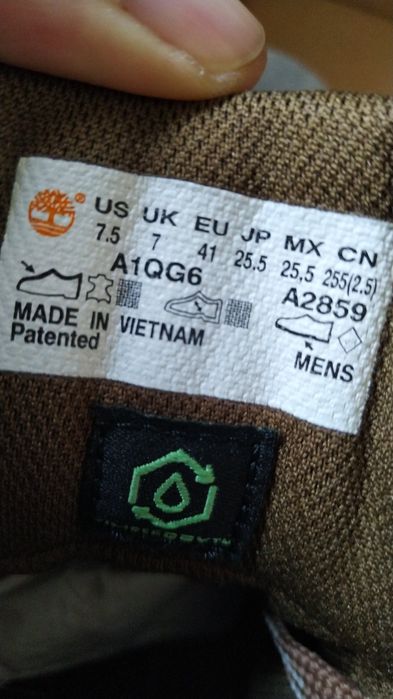 US UK EU JP MX CN
7.5 7 41 25.5 25.5 255(2.5)
A1QG6 A2859
MADE IN VIETNAM
Patented
MENS